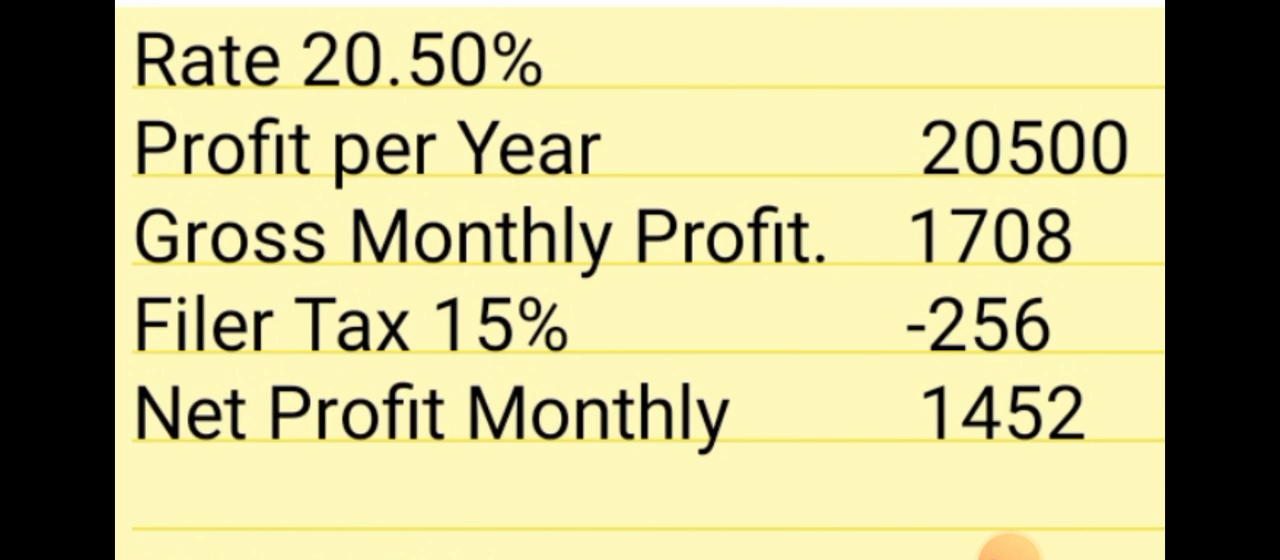 Rate 20.50%
Profit per Year 20500
Gross Monthly Profit. 1708
Filer Tax 15% -256
Net Profit Monthly 1452